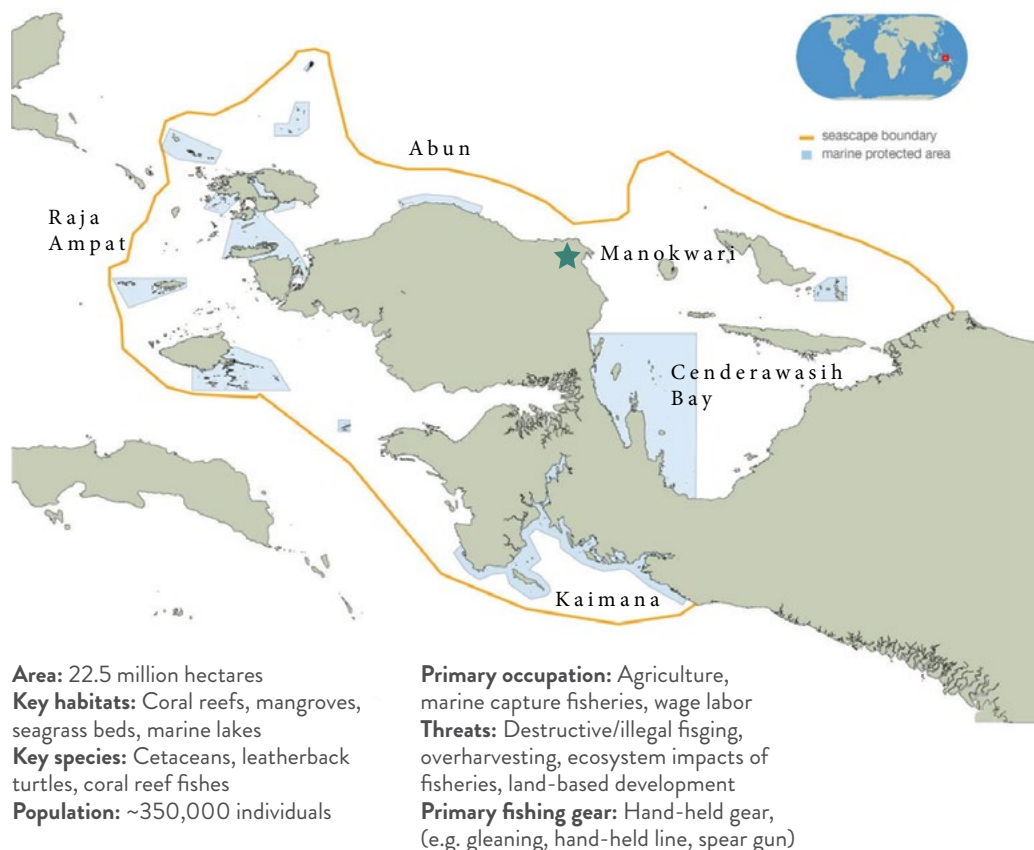 seascape boundary
marine protected area
Abun
Raja
Ampat
Manokwari
Cenderawasih
Bay
Kaimana
Area: 22.5 million hectares
Key habitats: Coral reefs, mangroves,
seagrass beds, marine lakes
Key species: Cetaceans, leatherback
turtles, coral reef fishes
Population: ~350,000 individuals
Primary occupation: Agriculture,
marine capture fisheries, wage labor
Threats: Destructive/illegal fisging,
overharvesting, ecosystem impacts of
fisheries, land-based development
Primary fishing gear: Hand-held gear,
(e.g. gleaning, hand-held line, spear gun)